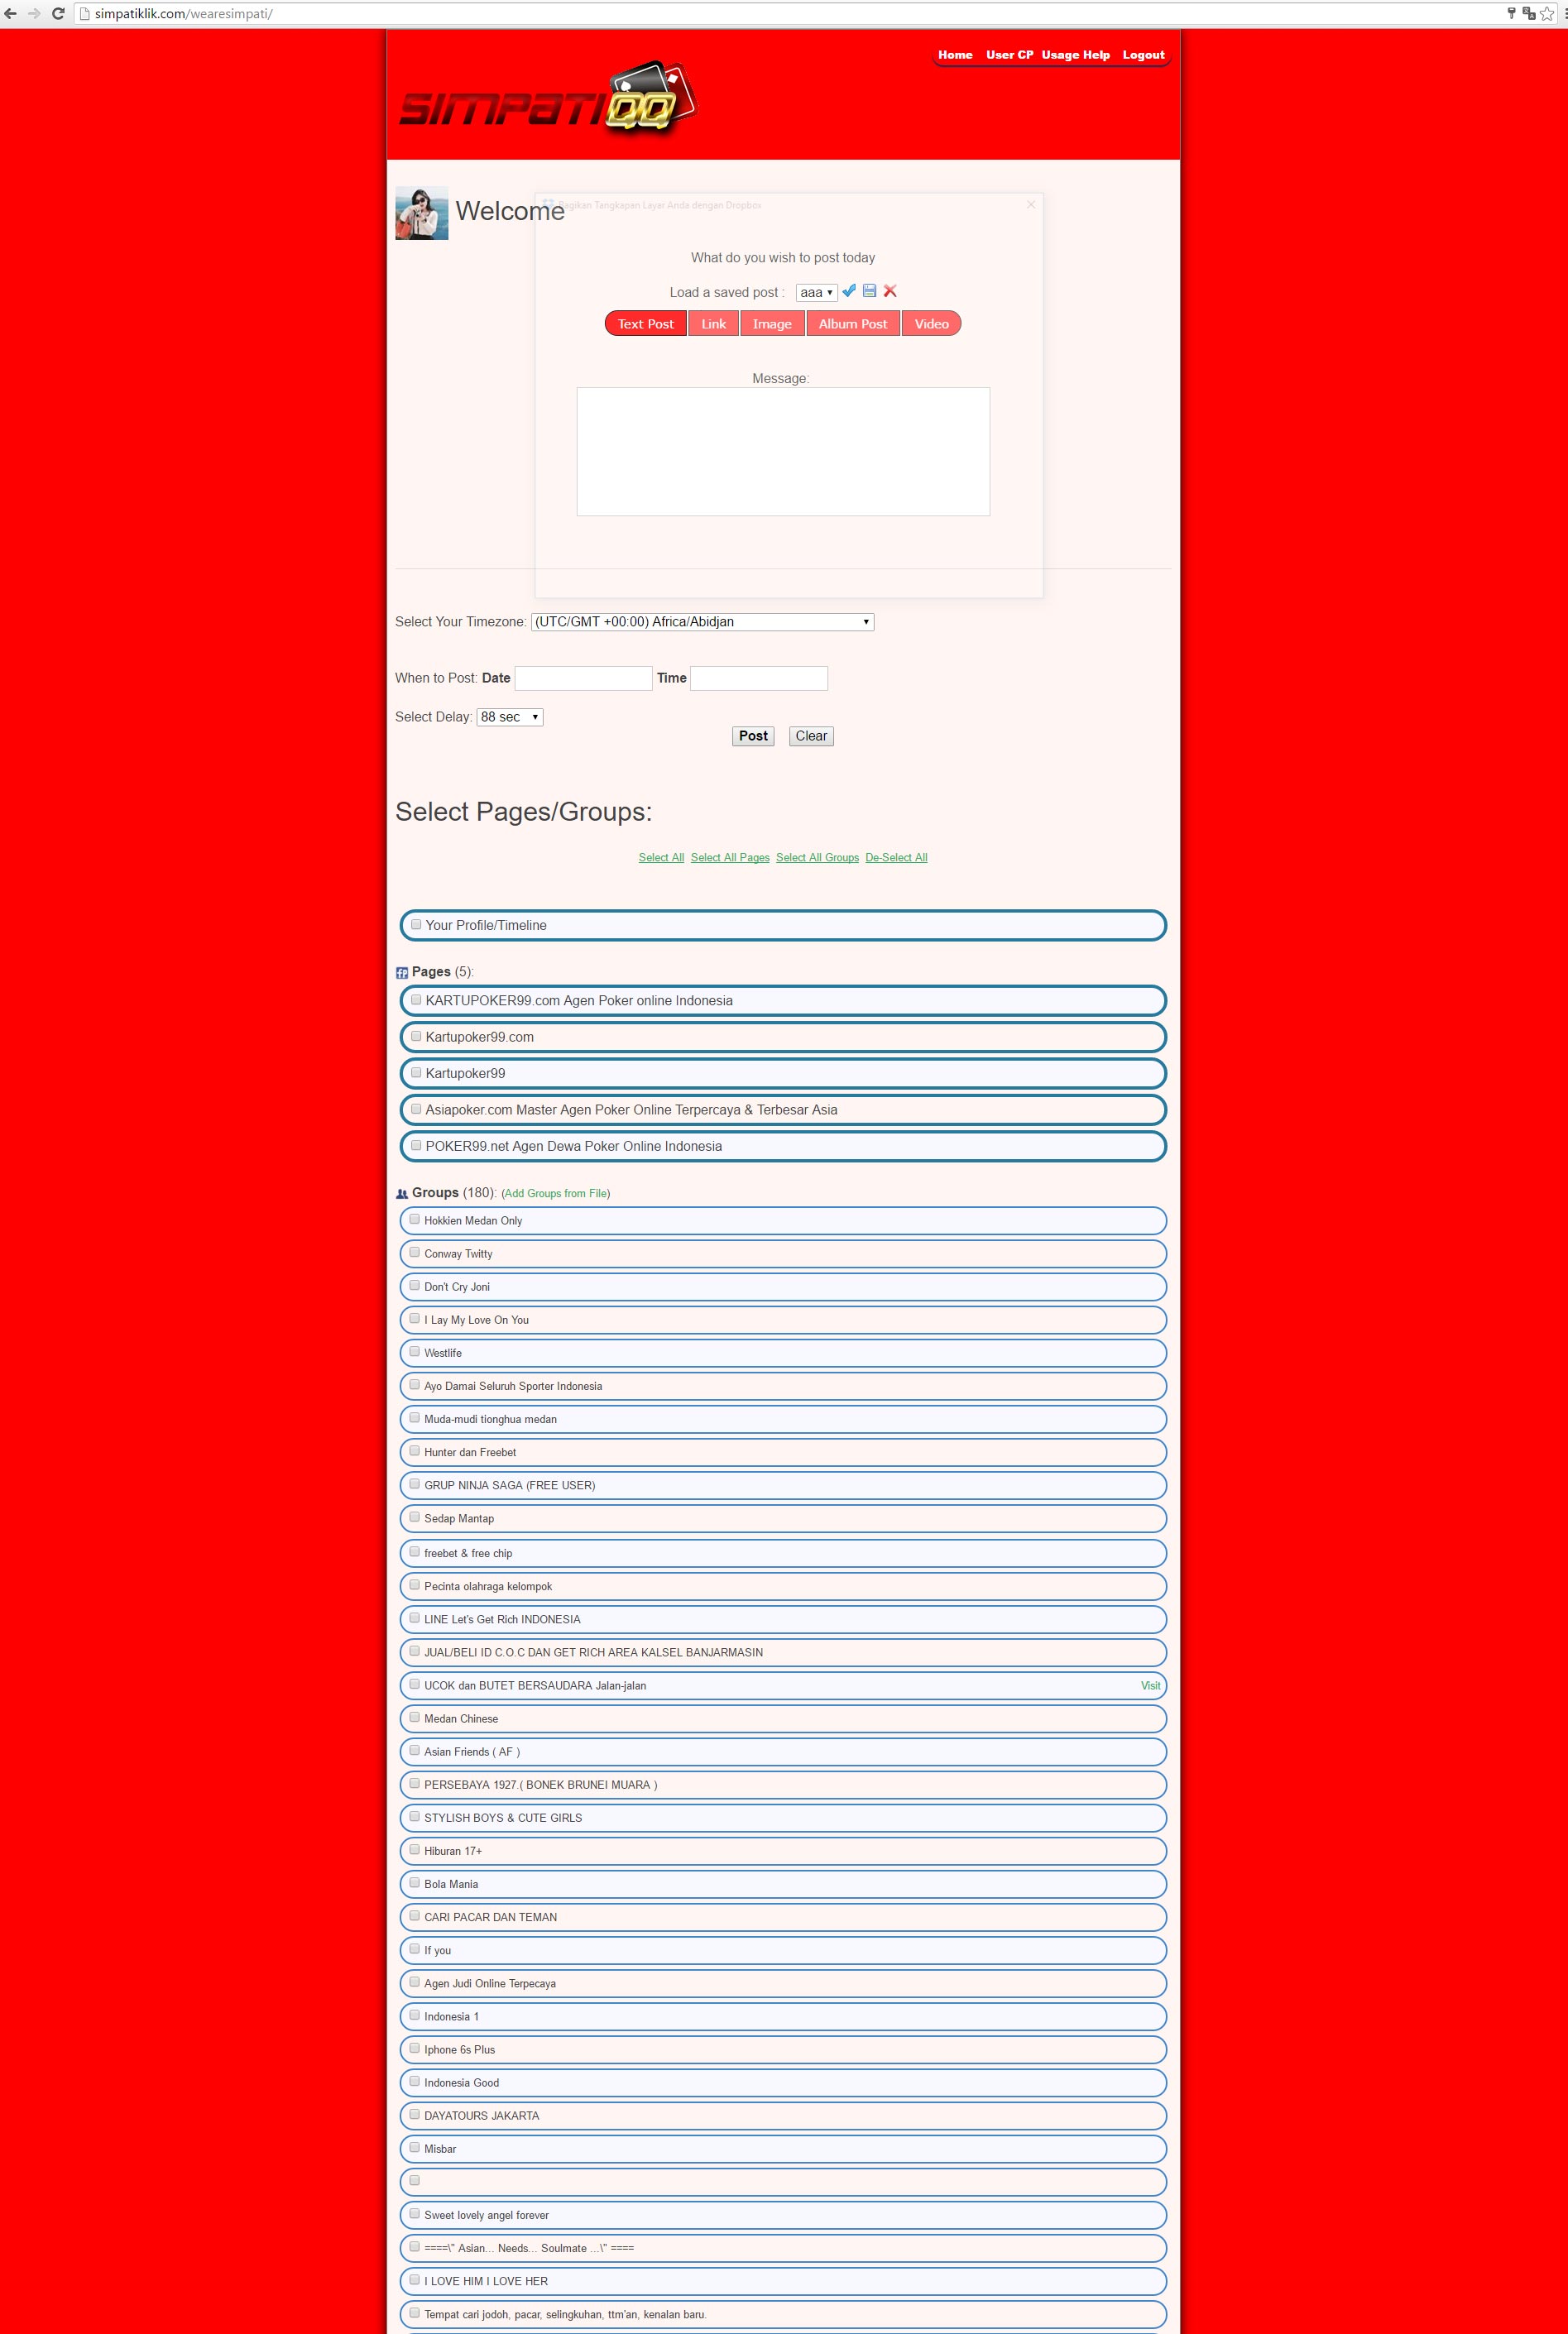 simpatiklik.com/wearesimpati/
Home User CP Usage Help Logout
SIMPATI QQ
Welcome
Bagikan Tangkapan Layar Anda dengan Dropbox
What do you wish to post today
Load a saved post : aaa
Text Post Link Image Album Post Video
Message:
Select Your Timezone: (UTC/GMT +00:00) Africa/Abidjan
When to Post: Date Time
Select Delay: 88 sec
Post Clear
Select Pages/Groups:
Select All Select All Pages Select All Groups De-Select All
Your Profile/Timeline
Pages (5):
KARTUPOKER99.com Agen Poker online Indonesia
Kartupoker99.com
Kartupoker99
Asiapoker.com Master Agen Poker Online Terpercaya & Terbesar Asia
POKER99.net Agen Dewa Poker Online Indonesia
Groups (180): (Add Groups from File)
Hokkien Medan Only
Conway Twitty
Don't Cry Joni
I Lay My Love On You
Westlife
Ayo Damai Seluruh Sporter Indonesia
Muda-mudi tionghua medan
Hunter dan Freebet
GRUP NINJA SAGA (FREE USER)
Sedap Mantap
freebet & free chip
Pecinta olahraga kelompok
LINE Let's Get Rich INDONESIA
JUAL/BELI ID C.O.C DAN GET RICH AREA KALSEL BANJARMASIN
UCOK dan BUTET BERSAUDARA Jalan-jalan Visit
Medan Chinese
Asian Friends ( AF )
PERSEBAYA 1927.( BONEK BRUNEI MUARA )
STYLISH BOYS & CUTE GIRLS
Hiburan 17+
Bola Mania
CARI PACAR DAN TEMAN
If you
Agen Judi Online Terpecaya
Indonesia 1
Iphone 6s Plus
Indonesia Good
DAYATOURS JAKARTA
Misbar
Sweet lovely angel forever
====\" Asian... Needs... Soulmate ...\" ====
I LOVE HIM I LOVE HER
Tempat cari jodoh, pacar, selingkuhan, ttm'an, kenalan baru.